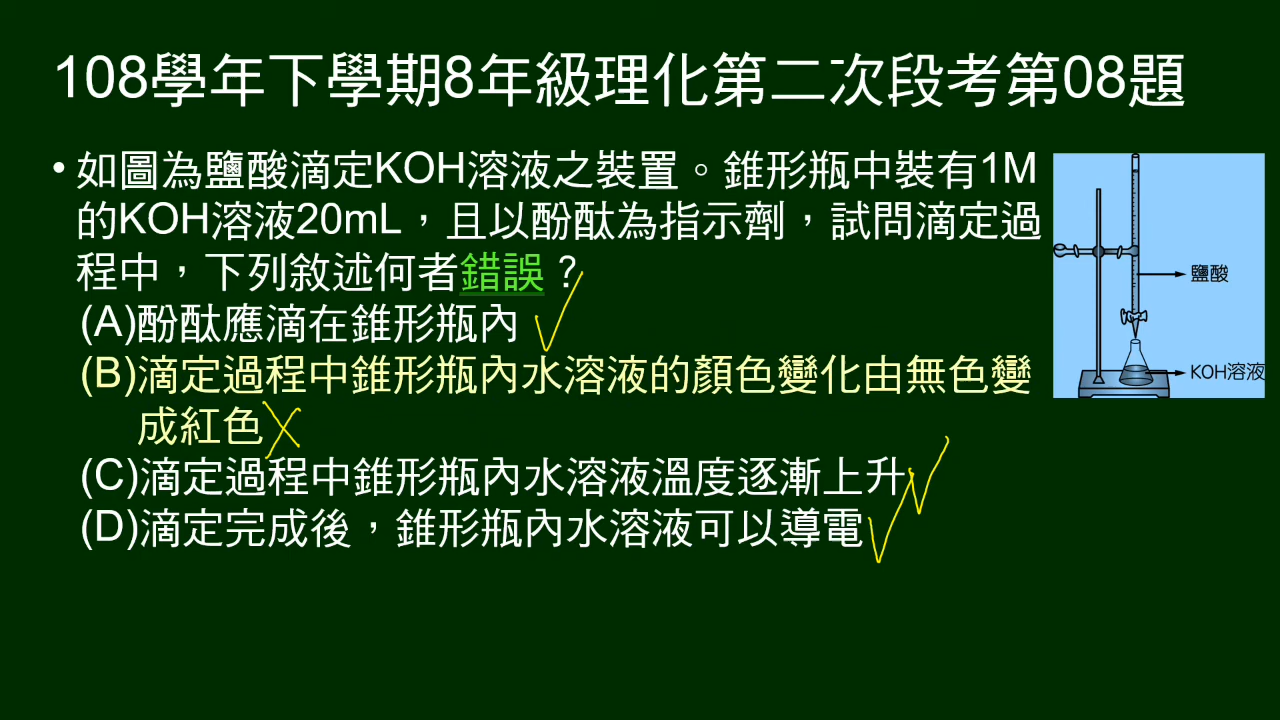 108學年下學期8年級理化第二次段考第08題
• 如圖為鹽酸滴定KOH溶液之裝置。錐形瓶中裝有1M
的KOH溶液20mL，且以酚酞為指示劑，試問滴定過
程中，下列敘述何者錯誤？
(A)酚酞應滴在錐形瓶內
(B)滴定過程中錐形瓶內水溶液的顏色變化由無色變
成紅色
(C)滴定過程中錐形瓶內水溶液溫度逐漸上升
(D)滴定完成後，錐形瓶內水溶液可以導電
鹽酸
KOH溶液